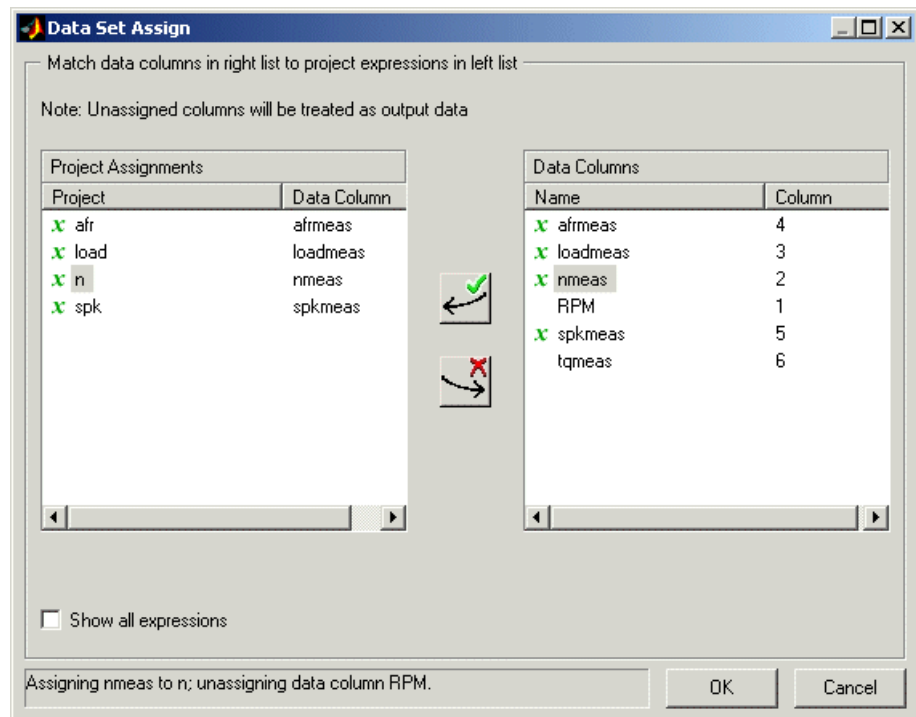 Data Set Assign
Match data columns in right list to project expressions in left list
Note: Unassigned columns will be treated as output data
Project Assignments
Project Data Column
x afr afrmeas
x load loadmeas
x n nmeas
x spk spkmeas
Data Columns
Name Column
x afrmeas 4
x loadmeas 3
x nmeas 2
RPM 1
x spkmeas 5
tqmeas 6
Show all expressions
Assigning nmeas to n; unassigning data column RPM.
OK
Cancel